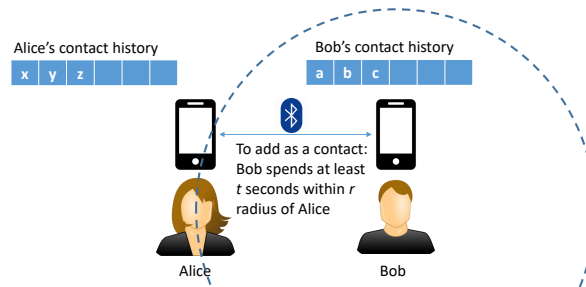 Alice's contact history
x y z
Bob's contact history
a b c
To add as a contact:
Bob spends at least
t seconds within r
radius of Alice
Alice
Bob